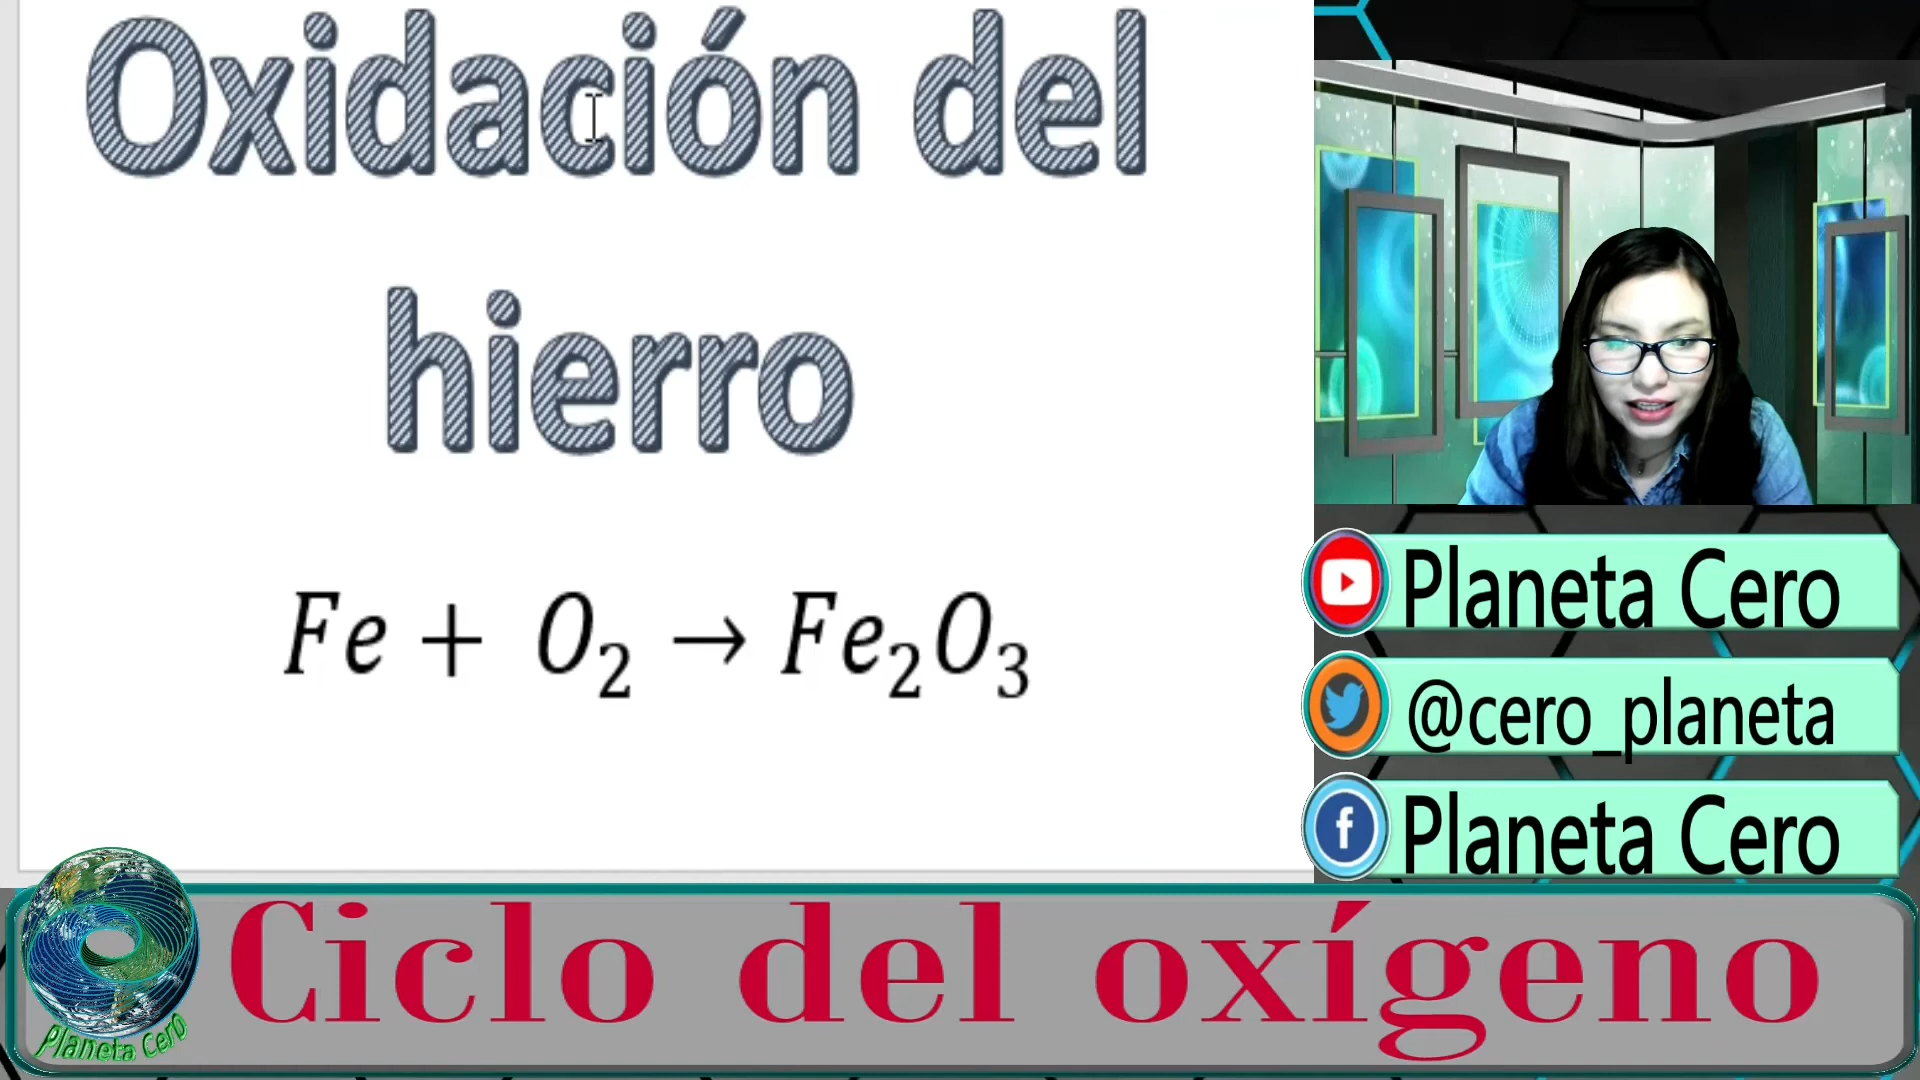 Oxidación del
hierro
Fe + O₂ → Fe₂O₃
Planeta Cero
@cero_planeta
Planeta Cero
Ciclo del oxígeno
Planeta Cero